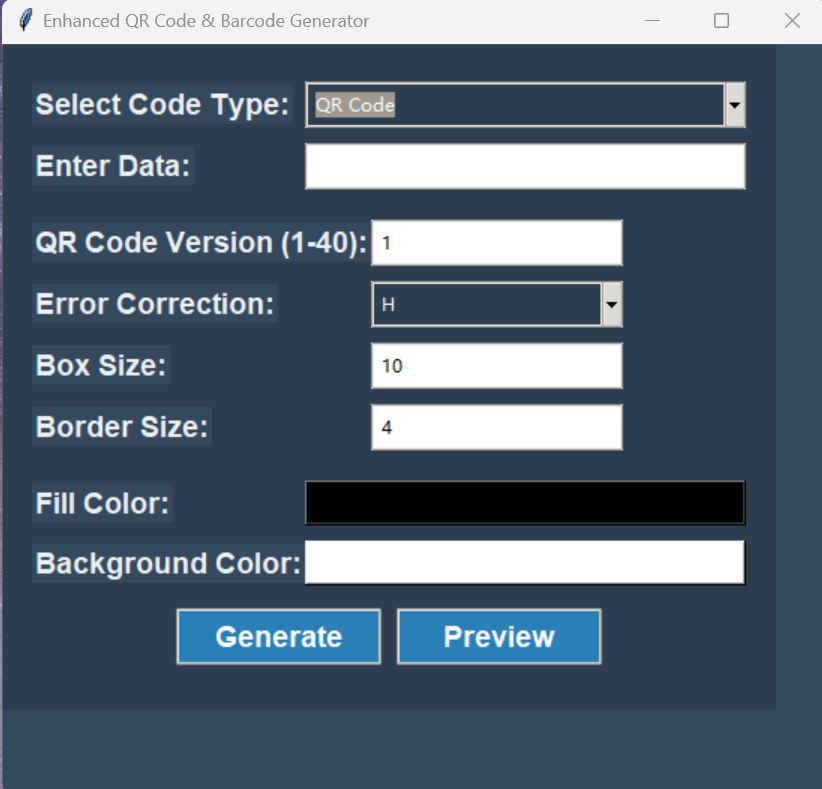 Enhanced QR Code & Barcode Generator
Select Code Type: QR Code
Enter Data:
QR Code Version (1-40): 1
Error Correction: H
Box Size: 10
Border Size: 4
Fill Color:
Background Color:
Generate Preview